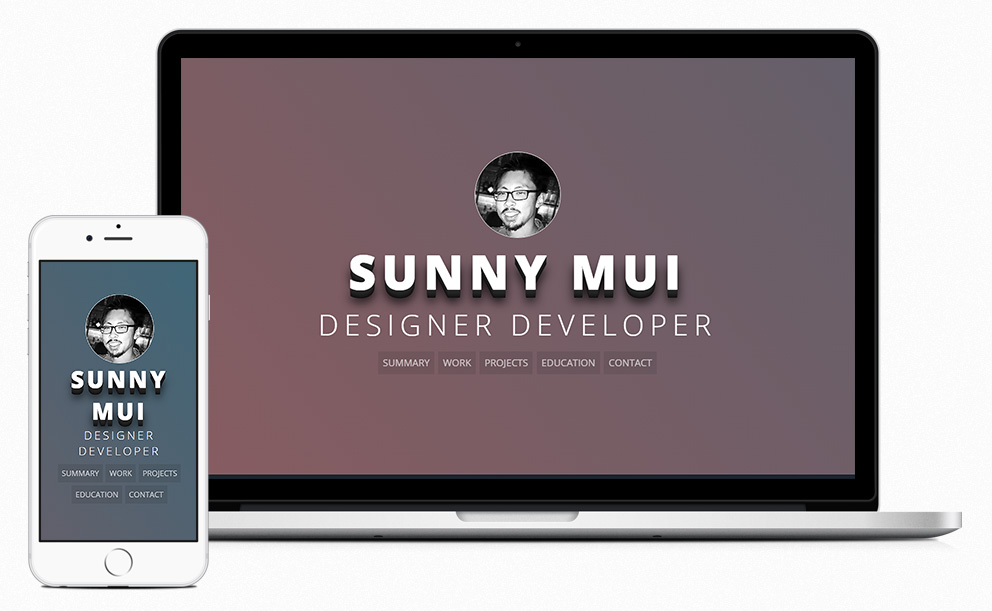 SUNNY MUI
DESIGNER DEVELOPER
SUMMARY WORK PROJECTS EDUCATION CONTACT
SUNNY
MUI
DESIGNER
DEVELOPER
SUMMARY WORK PROJECTS
EDUCATION CONTACT